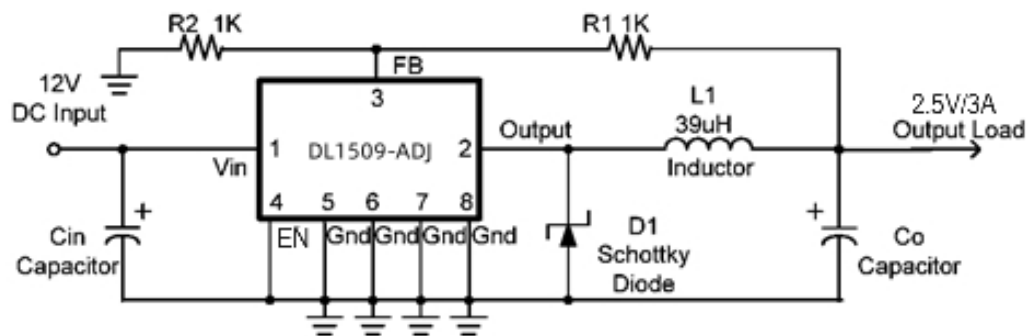 R2 1K
R1 1K
12V
DC Input
FB
3
L1
39uH
Inductor
2.5V/3A
Output Load
Output
Vin
1
DL1509-ADJ
2
4
5
6
7
8
EN
Gnd
Gnd
Gnd
Gnd
+
Cin
Capacitor
D1
Schottky
Diode
+
Co
Capacitor